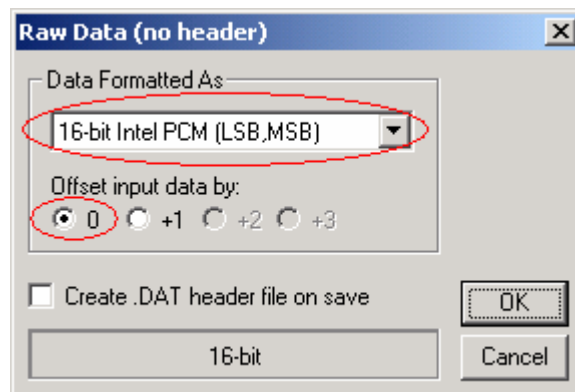 Raw Data (no header)
Data Formatted As
16-bit Intel PCM (LSB,MSB)
Offset input data by:
0 +1 +2 +3
Create .DAT header file on save
OK
16-bit
Cancel